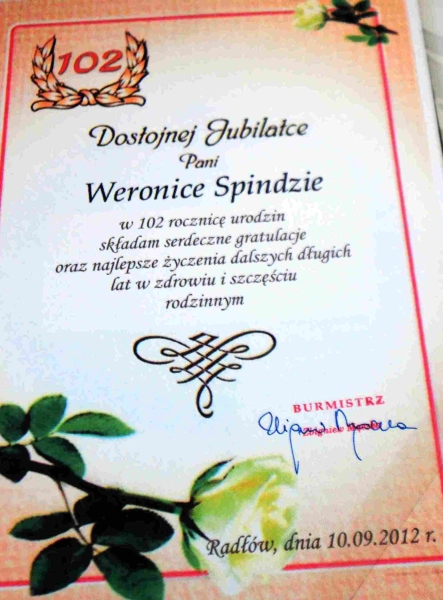 102
Dostojnej Jubilatce
Pani
Weronice Spindzie
w 102 rocznicę urodzin
składam serdeczne gratulacje
oraz najlepsze życzenia dalszych długich
lat w zdrowiu i szczęściu
rodzinnym
BURMISTRZ
Zbigniew
Radłów, dnia 10.09.2012 r.